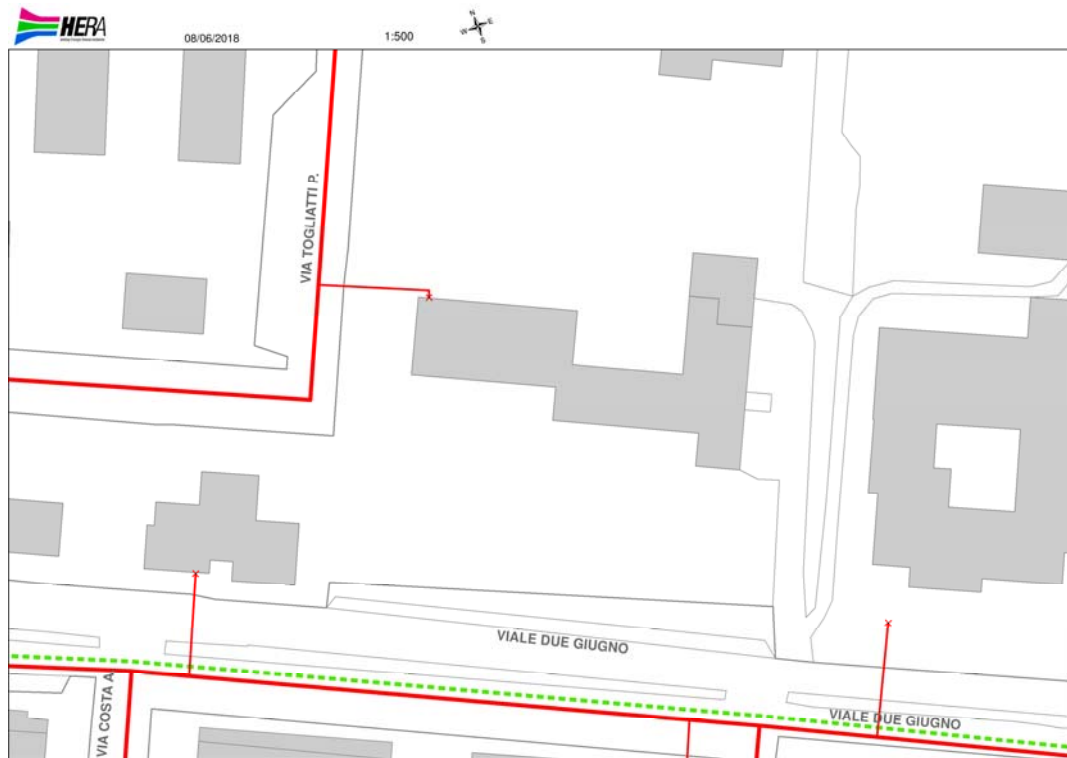 HERA
08/06/2018
1:500
N
W E
S
VIA TOGLIATTI P.
VIALE DUE GIUGNO
VIA COSTA A.
VIALE DUE GIUGNO